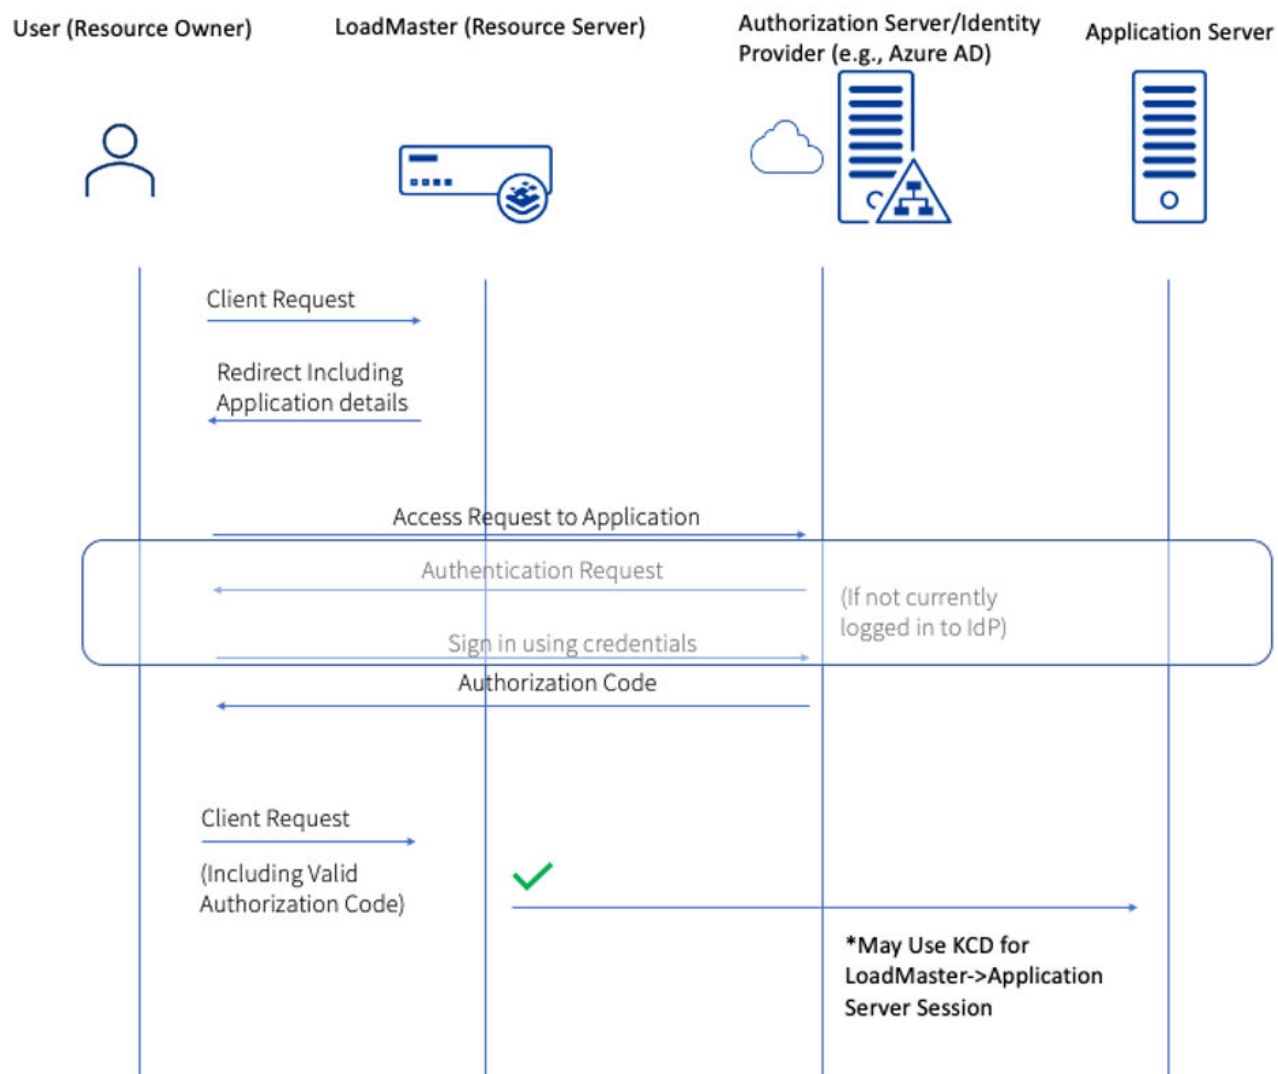 User (Resource Owner)
LoadMaster (Resource Server)
Authorization Server/Identity
Provider (e.g., Azure AD)
Application Server
Client Request
Redirect Including
Application details
Access Request to Application
Authentication Request
(If not currently
logged in to IdP)
Sign in using credentials
Authorization Code
Client Request
(Including Valid
Authorization Code)
*May Use KCD for
LoadMaster->Application
Server Session